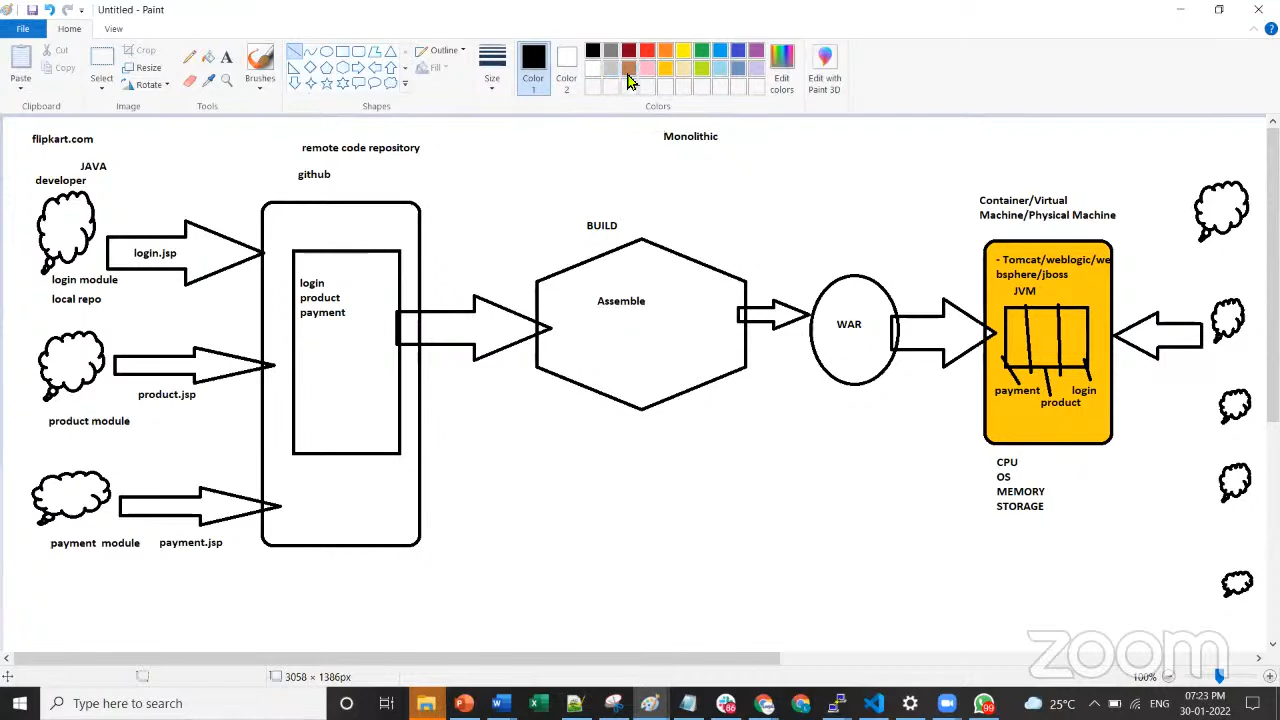 Untitled - Paint
File
Home
View
Paste
Cut
Copy
Clipboard
Select
Crop
Resize
Rotate
Image
A
Tools
Brushes
Outline
Fill
Shapes
Size
Color
1
Color
2
Colors
Edit
colors
Edit with
Paint 3D
flipkart.com
JAVA
developer
login.jsp
login module
local repo
product.jsp
product module
payment module
payment.jsp
remote code repository
github
login
product
payment
Monolithic
BUILD
Assemble
WAR
Container/Virtual
Machine/Physical Machine
- Tomcat/weblogic/we
bsphere/jboss
JVM
payment
login
product
CPU
OS
MEMORY
STORAGE
zoom
3058 × 1386px
100%
Type here to search
86
99
25°C
ENG
07:23 PM
30-01-2022